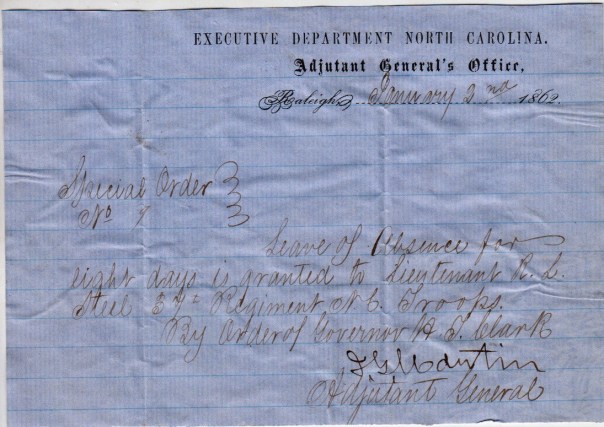 EXECUTIVE DEPARTMENT NORTH CAROLINA.
Adjutant General's Office,
Raleigh, January 2nd 1862.
Special Order
No
Leave of Absence for
eight days is granted to Lieutenant R. L.
Steel Regiment N.C. Troops.
By Order of Governor H. T. Clark
J G Martin
Adjutant General